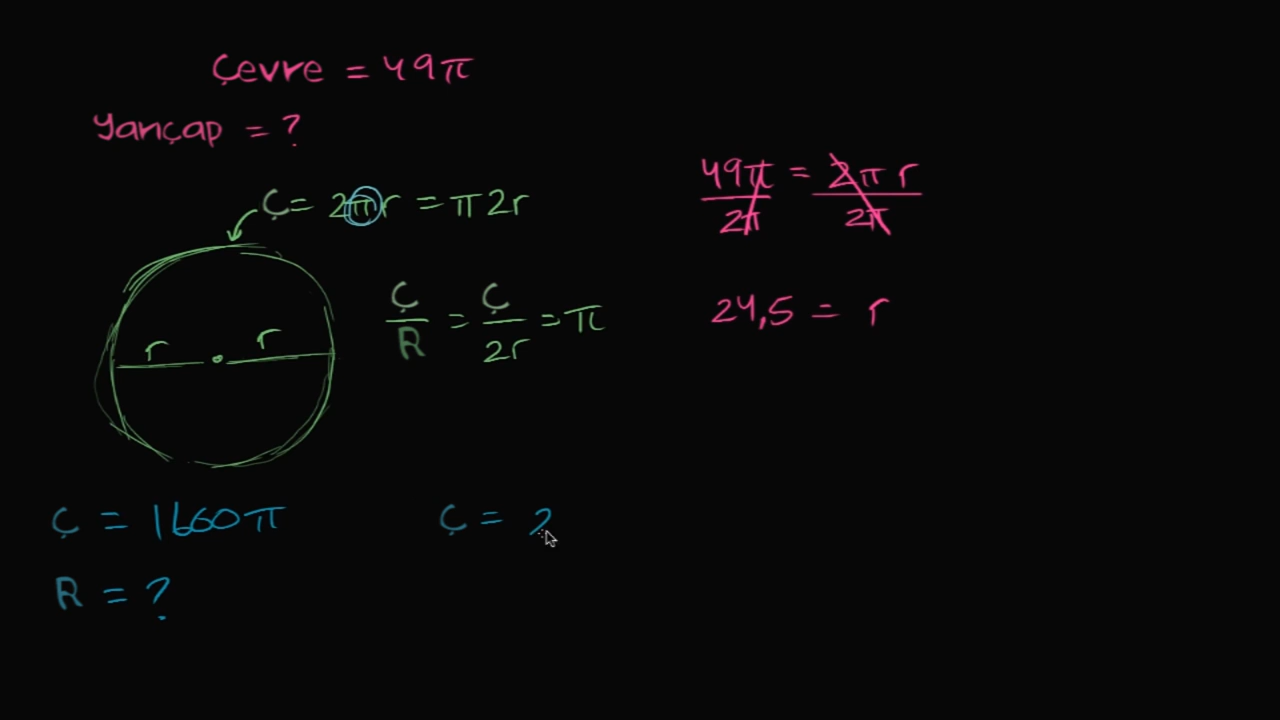 Çevre = 49π
Yarıçap = ?
Ç = 2πr = π2r
49π / 2π = 2πr / 2π
r r
Ç / R = Ç / 2r = π
24,5 = r
Ç = 1660π
Ç = 2
R = ?